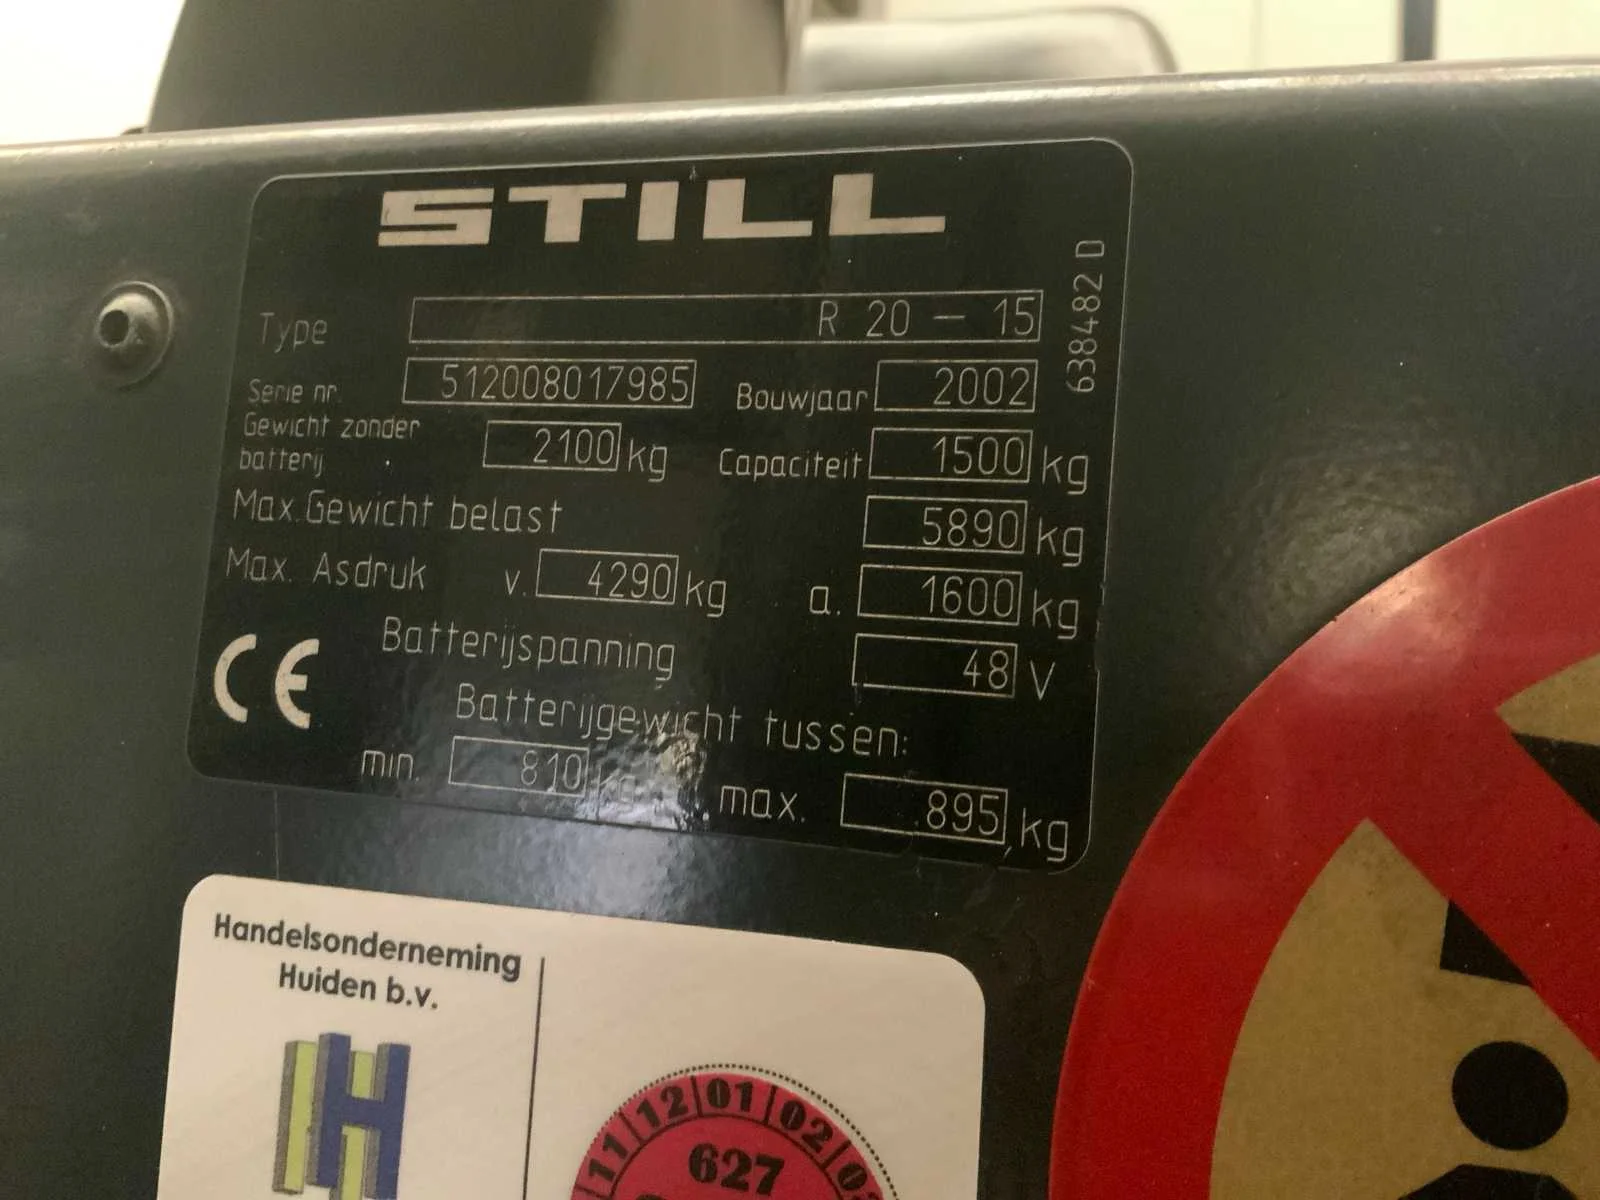 STILL
Type R 20 — 15
Serie nr. 512008017985 Bouwjaar 2002
Gewicht zonder
batterij 2100 kg Capaciteit 1500 kg
Max. Gewicht belast 5890 kg
Max. Asdruk v. 4290 kg a. 1600 kg
Batterijspanning 48 V
Batterijgewicht tussen:
min. 810 kg max. 895 kg
CE
638482 D
Handelsonderneming
Huiden b.v.
H
11 12 01 02
627